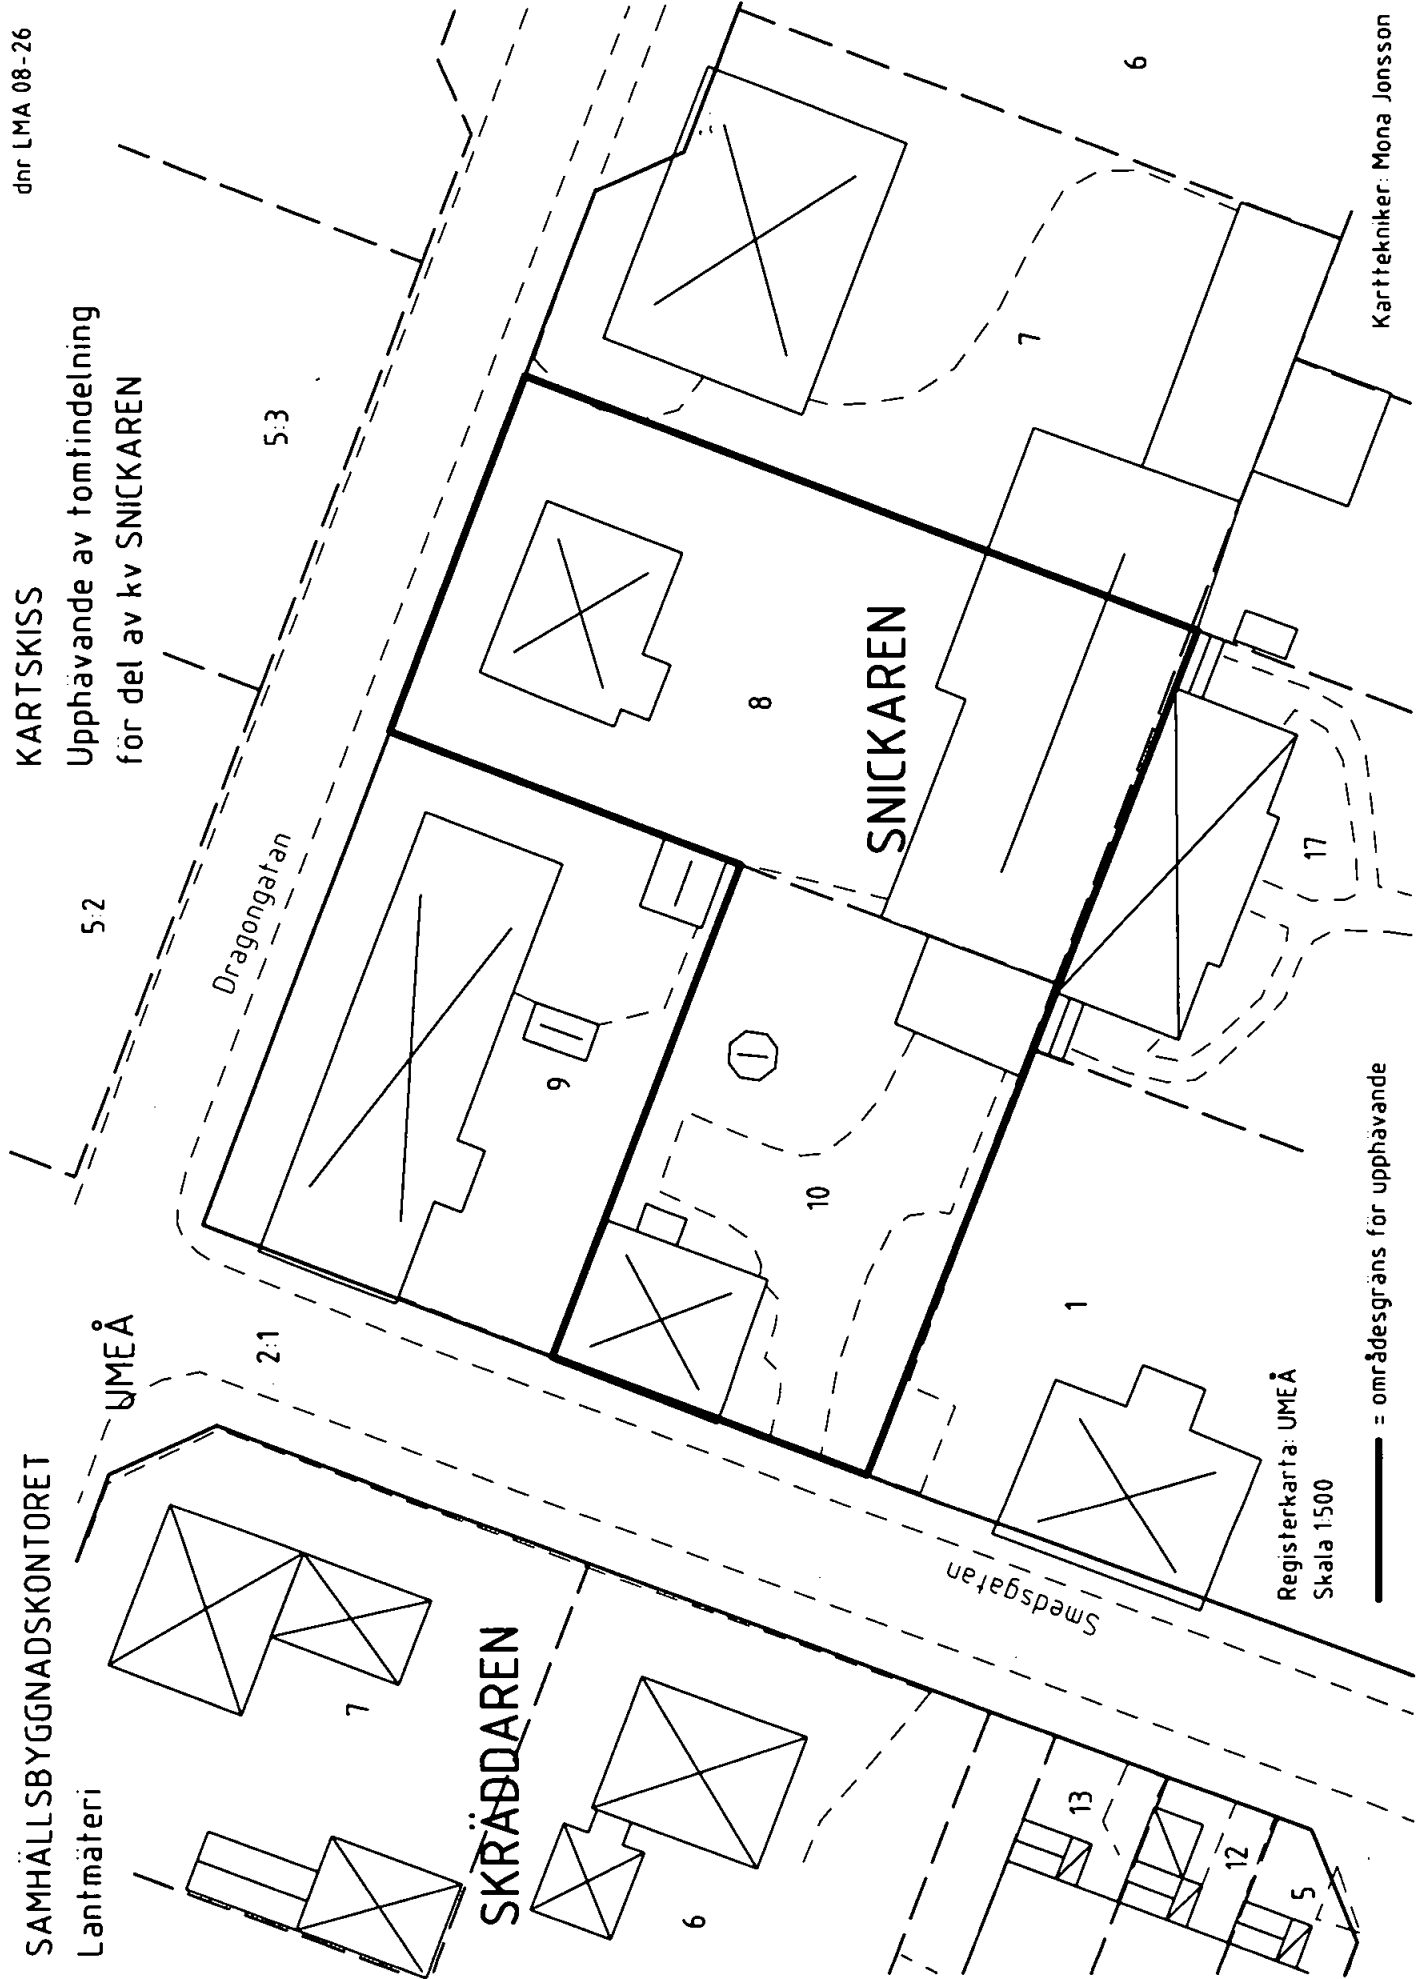 SAMHÄLLSBYGGNADSKONTORET
Lantmäteri
KARTSKISS
Upphävande av tomtindelning
för del av kv SNICKAREN
dnr LMA 08-26
UMEÅ
2:1
5:2
5:3
Dragongatan
7
SKRÄDDAREN
6
9
10
8
SNICKAREN
7
6
1
17
Smedsgatan
13
12
5
Registerkarta: UMEÅ
Skala 1:500
= områdesgräns för upphävande
Karttekniker: Mona Jonsson